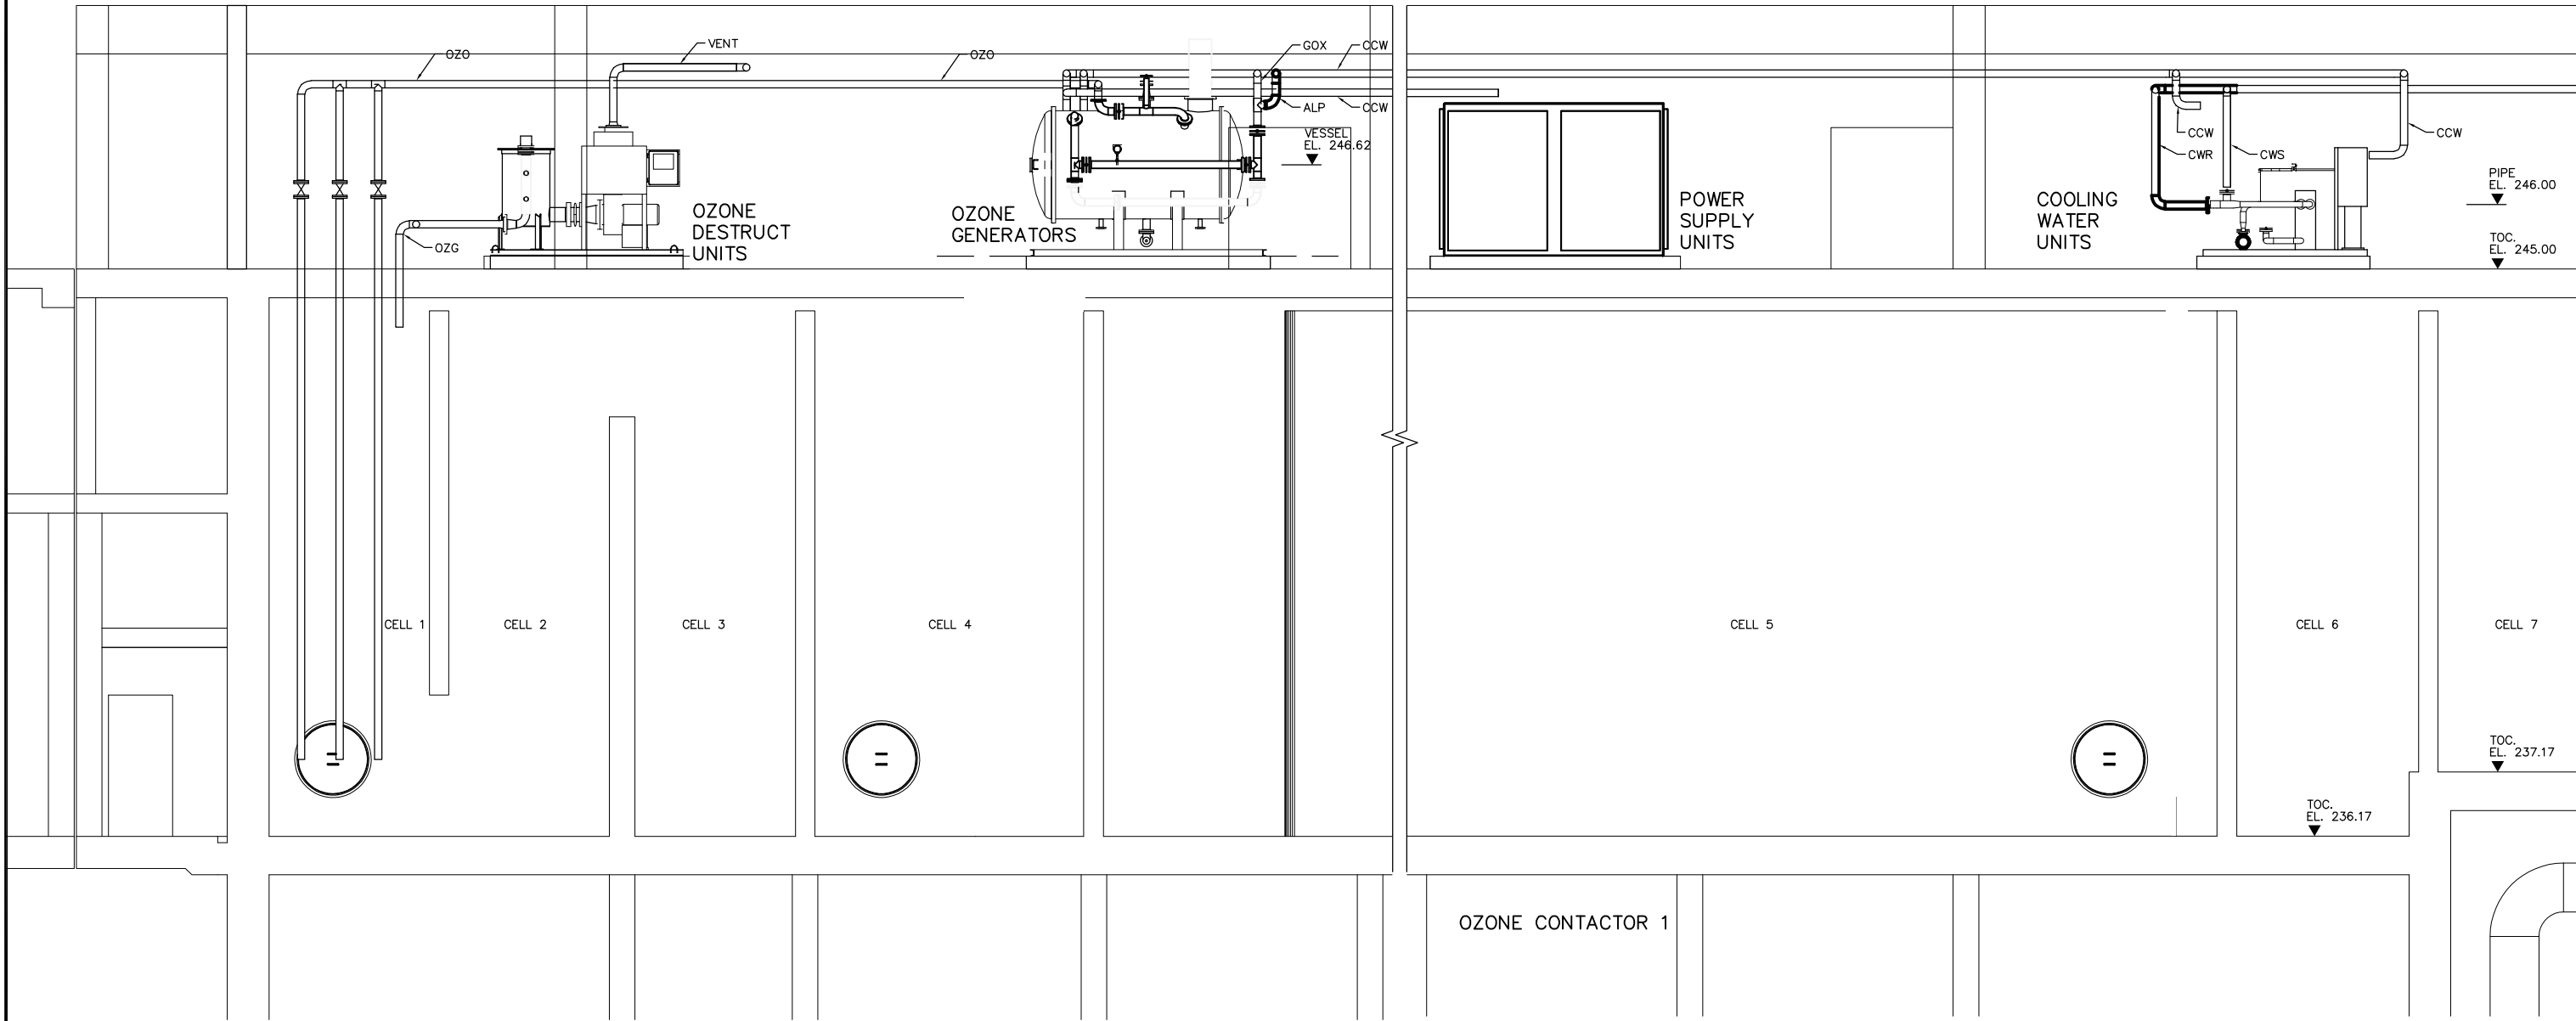 VENT
GOX
CCW
OZO
OZO
ALP
CCW
VESSEL
EL. 246.62
CCW
CCW
CWR
CWS
PIPE
EL. 246.00
OZONE
DESTRUCT
UNITS
OZONE
GENERATORS
POWER
SUPPLY
UNITS
COOLING
WATER
UNITS
OZG
TOC.
EL. 245.00
CELL 1
CELL 2
CELL 3
CELL 4
CELL 5
CELL 6
CELL 7
TOC.
EL. 237.17
TOC.
EL. 236.17
OZONE CONTACTOR 1